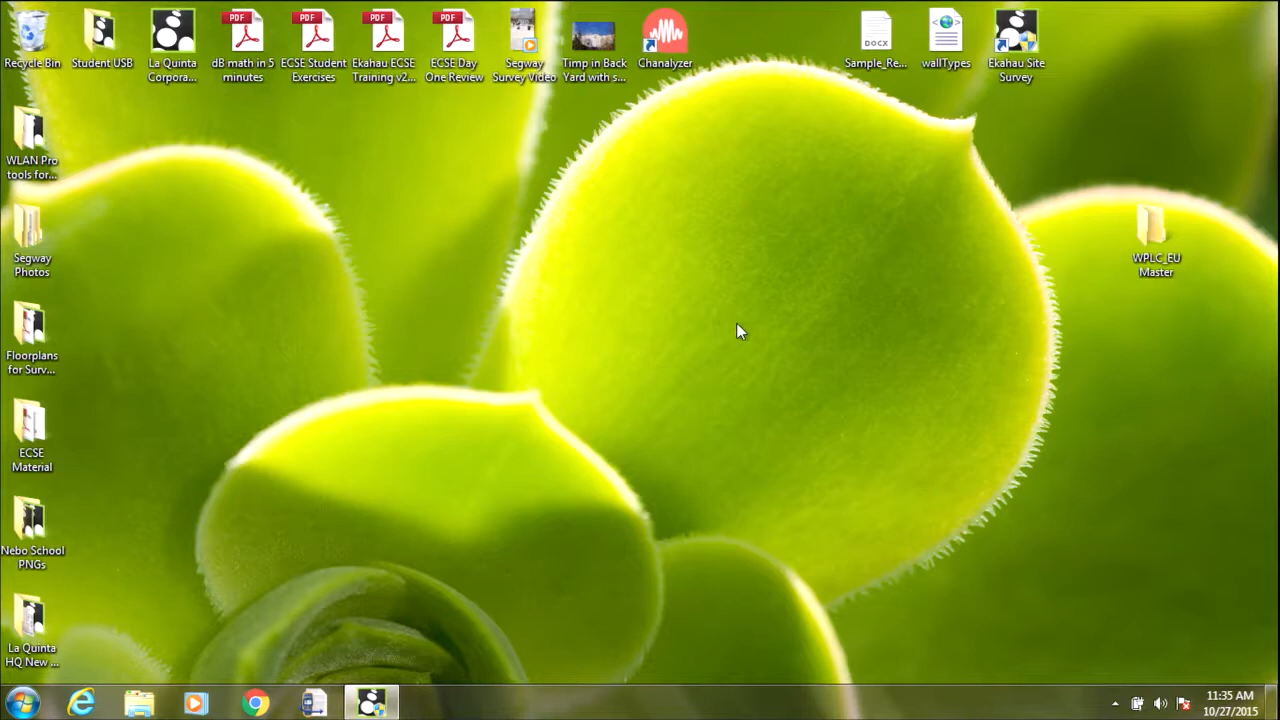 Recycle Bin
Student USB
La Quinta
Corpora...
PDF
dB math in 5
minutes
PDF
ECSE Student
Exercises
PDF
Ekahau ECSE
Training v2...
PDF
ECSE Day
One Review
Segway
Survey Video
Timp in Back
Yard with s...
Chanalyzer
DOCX
Sample_Re...
wallTypes
Ekahau Site
Survey
WLAN Pro
tools for...
Segway
Photos
WPLC_EU
Master
Floorplans
for Surv...
ECSE
Material
Nebo School
PNGs
La Quinta
HQ New ...
11:35 AM
10/27/2015